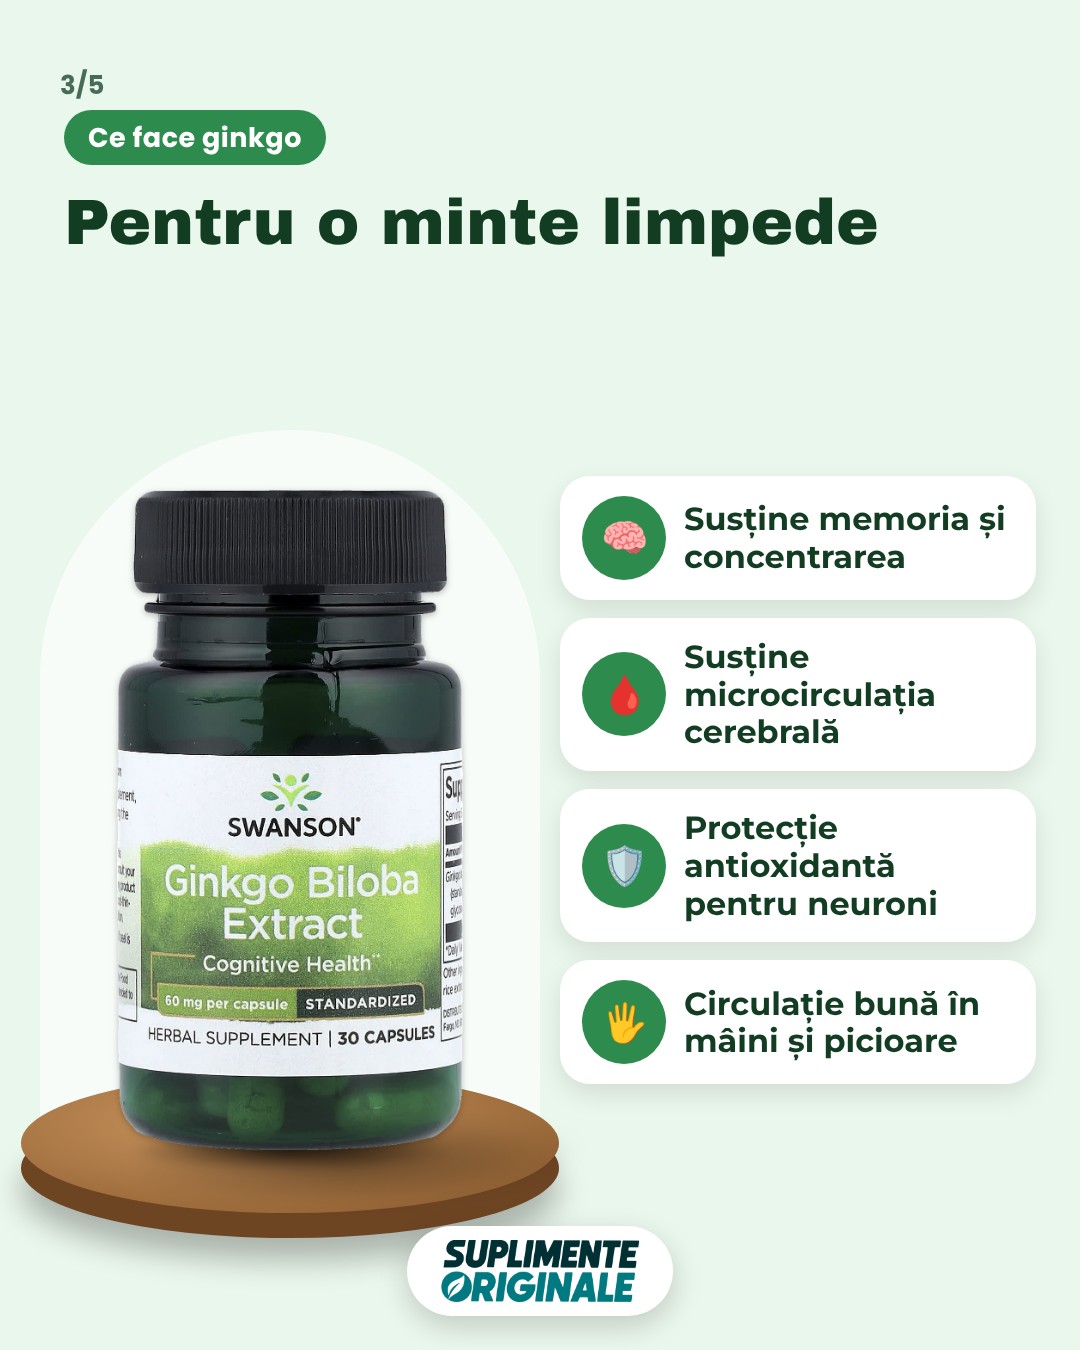 3/5
Ce face ginkgo
Pentru o minte limpede
Susține memoria și
concentrarea
Susține
microcirculația
cerebrală
Protecție
antioxidantă
pentru neuroni
Circulație bună în
mâini și picioare
SWANSON
Ginkgo Biloba
Extract
Cognitive Health
60 mg per capsule STANDARDIZED
HERBAL SUPPLEMENT | 30 CAPSULES
SUPLIMENTE
ORIGINALE